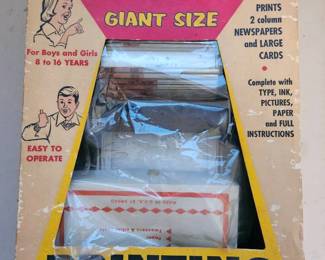 GIANT SIZE
PRINTS
2 column
NEWSPAPERS
and LARGE
CARDS
For Boys and Girls
8 to 16 YEARS
Complete with
TYPE, INK,
PICTURES,
PAPER
and FULL
INSTRUCTIONS
EASY TO
OPERATE
PRINTING